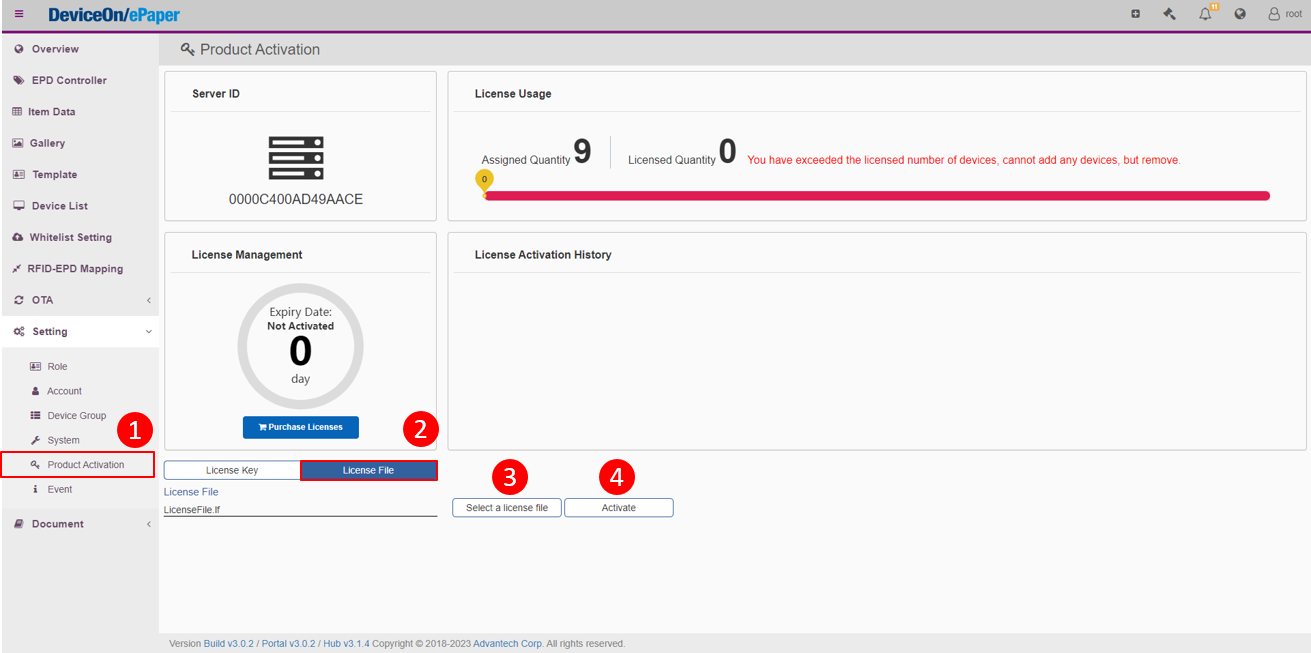 DeviceOn/ePaper
11
root
Overview
EPD Controller
Item Data
Gallery
Template
Device List
Whitelist Setting
RFID-EPD Mapping
OTA
Setting
Role
Account
Device Group
1
System
Product Activation
Event
Document
Product Activation
Server ID
0000C400AD49AACE
License Usage
Assigned Quantity 9
Licensed Quantity 0 You have exceeded the licensed number of devices, cannot add any devices, but remove.
0
License Management
Expiry Date:
Not Activated
0
day
Purchase Licenses
2
License Activation History
License Key
License File
License File
LicenseFile.lf
3
Select a license file
4
Activate
Version Build v3.0.2 / Portal v3.0.2 / Hub v3.1.4 Copyright © 2018-2023 Advantech Corp. All rights reserved.